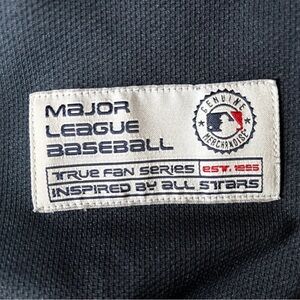 MAJOR
LEAGUE
BASEBALL
GENUINE
MERCHANDISE
TRUE FAN SERIES
EST. 1995
INSPIRED BY ALL STARS